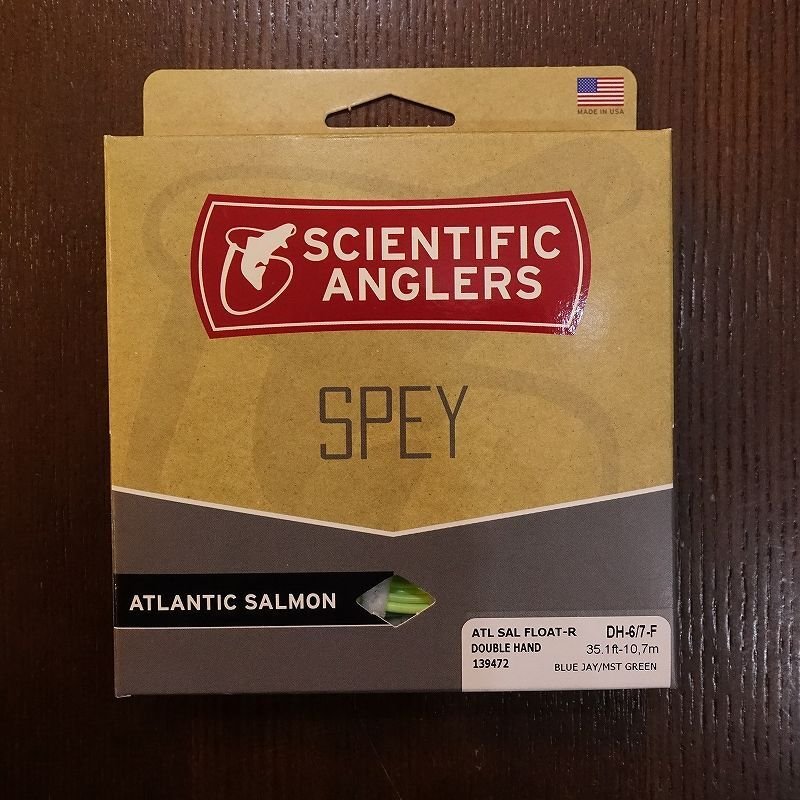 MADE IN USA
SCIENTIFIC
ANGLERS
SPEY
ATLANTIC SALMON
ATL SAL FLOAT-R DH-6/7-F
DOUBLE HAND 35.1ft-10,7m
139472 BLUE JAY/MST GREEN